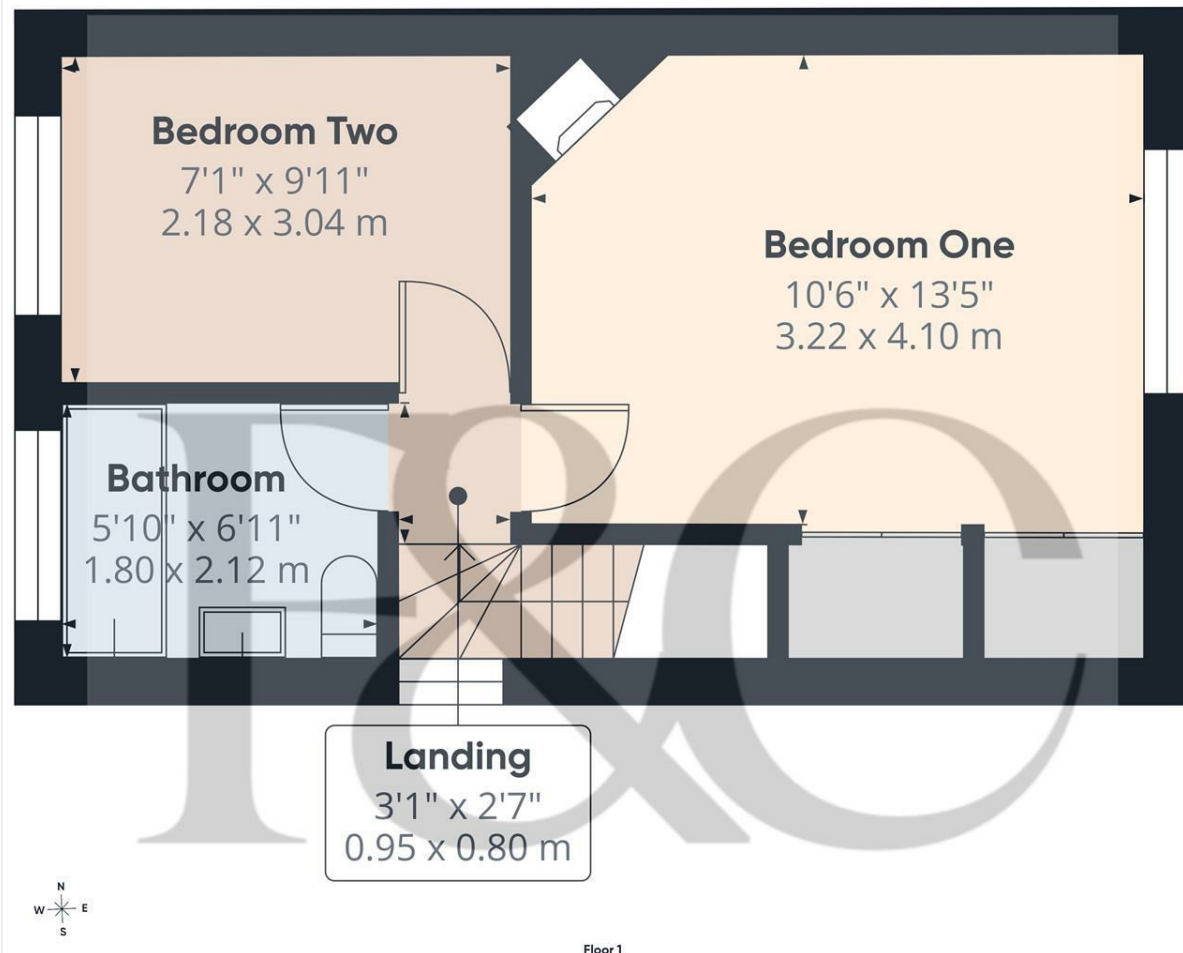 Bedroom Two
7'1" x 9'11"
2.18 x 3.04 m
Bedroom One
10'6" x 13'5"
3.22 x 4.10 m
Bathroom
5'10" x 6'11"
1.80 x 2.12 m
F&C
Landing
3'1" x 2'7"
0.95 x 0.80 m
N
W E
S
Floor 1